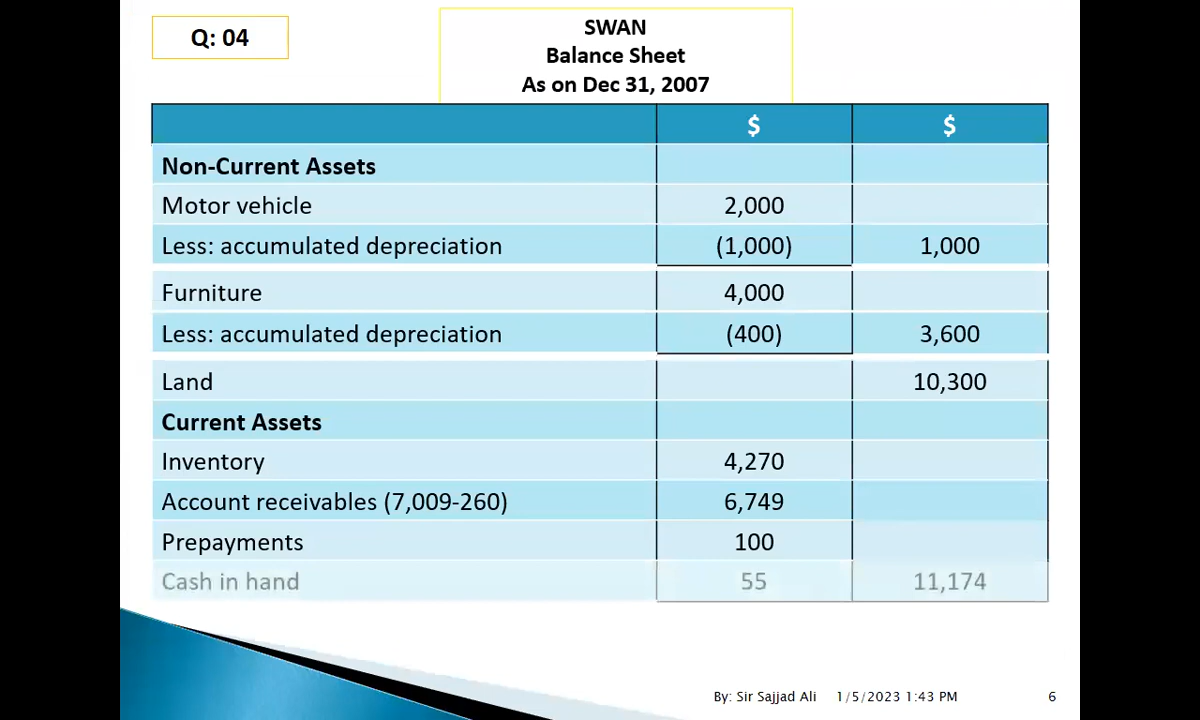 Q: 04
SWAN
Balance Sheet
As on Dec 31, 2007
$ $
Non-Current Assets
Motor vehicle 2,000
Less: accumulated depreciation (1,000) 1,000
Furniture 4,000
Less: accumulated depreciation (400) 3,600
Land 10,300
Current Assets
Inventory 4,270
Account receivables (7,009-260) 6,749
Prepayments 100
Cash in hand 55 11,174
By: Sir Sajjad Ali 1/5/2023 1:43 PM 6